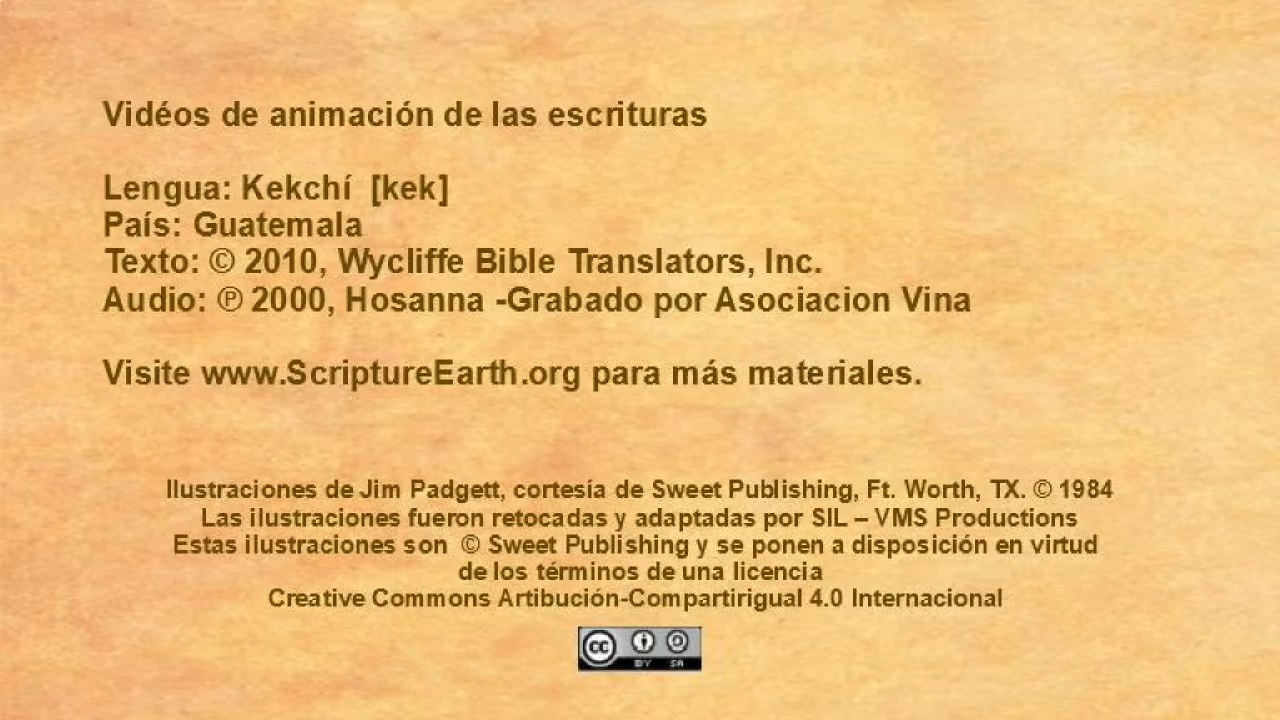 Vidéos de animación de las escrituras
Lengua: Kekchí [kek]
País: Guatemala
Texto: © 2010, Wycliffe Bible Translators, Inc.
Audio: ℗ 2000, Hosanna -Grabado por Asociacion Vina
Visite www.ScriptureEarth.org para más materiales.
Ilustraciones de Jim Padgett, cortesía de Sweet Publishing, Ft. Worth, TX. © 1984
Las ilustraciones fueron retocadas y adaptadas por SIL – VMS Productions
Estas ilustraciones son © Sweet Publishing y se ponen a disposición en virtud
de los términos de una licencia
Creative Commons Artibución-Compartirigual 4.0 Internacional
cc BY SA